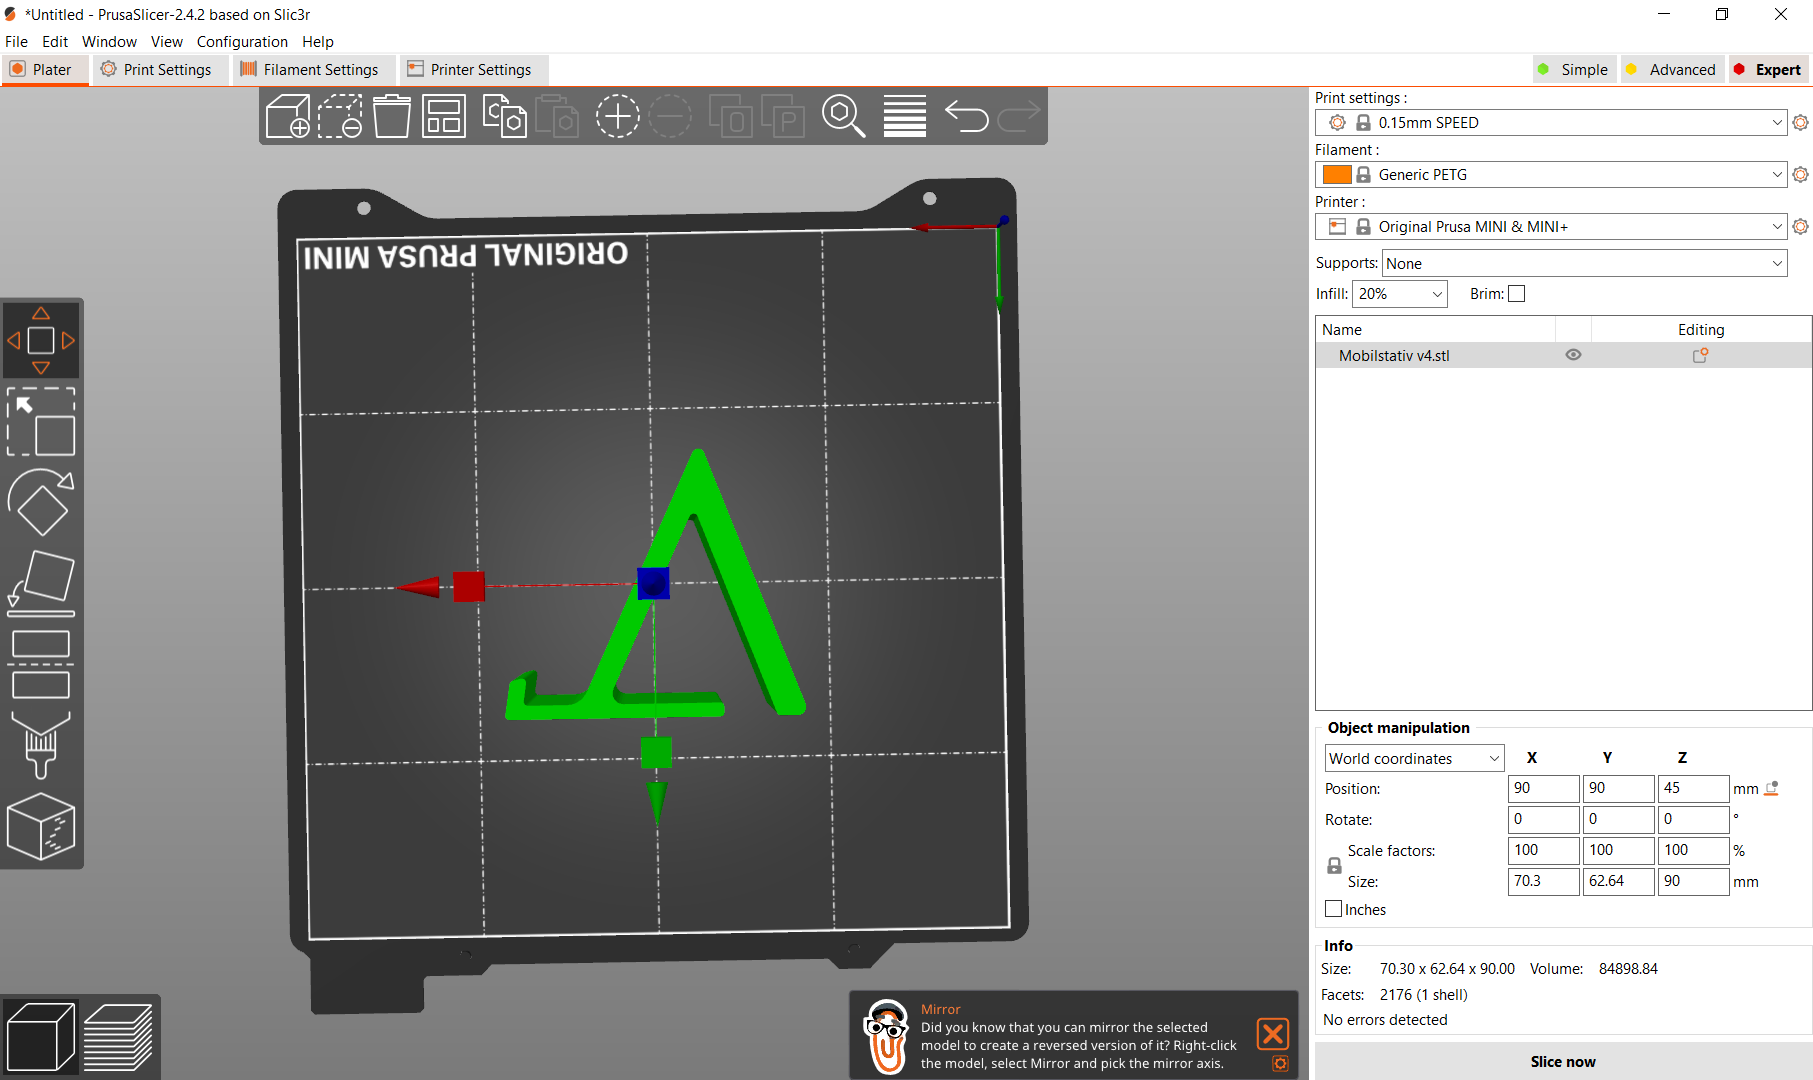 *Untitled - PrusaSlicer-2.4.2 based on Slic3r
File Edit Window View Configuration Help
Plater Print Settings Filament Settings Printer Settings Simple Advanced Expert
Print settings :
0.15mm SPEED
Filament :
Generic PETG
Printer :
Original Prusa MINI & MINI+
Supports: None
Infill: 20% Brim:
Name Editing
Mobilstativ v4.stl
ORIGINAL PRUSA MINI
Object manipulation
World coordinates X Y Z
Position: 90 90 45 mm
Rotate: 0 0 0 °
Scale factors: 100 100 100 %
Size: 70.3 62.64 90 mm
Inches
Info
Size: 70.30 x 62.64 x 90.00 Volume: 84898.84
Facets: 2176 (1 shell)
No errors detected
Slice now
Mirror
Did you know that you can mirror the selected
model to create a reversed version of it? Right-click
the model, select Mirror and pick the mirror axis.